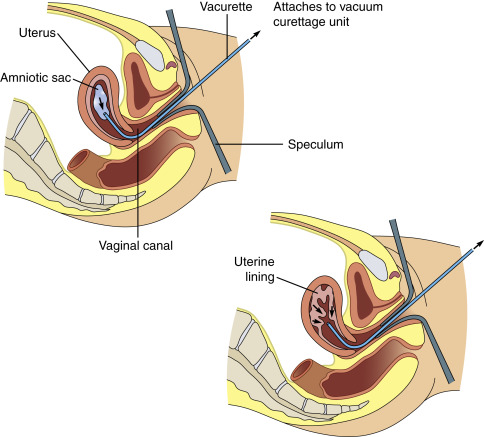 Vacurette
Attaches to vacuum
curettage unit
Uterus
Amniotic sac
Speculum
Vaginal canal
Uterine
lining